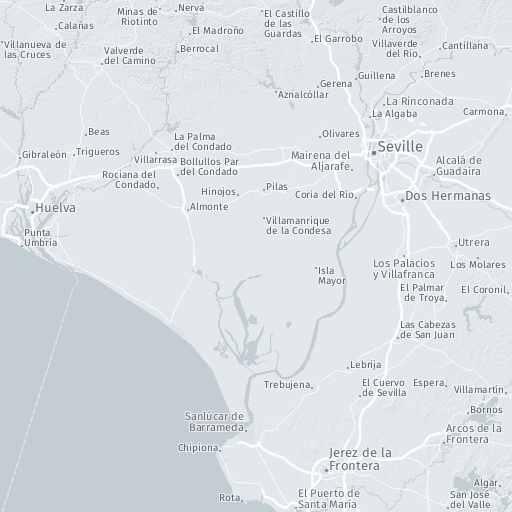 La Zarza
Minas de
Riotinto
Nerva
El Castillo
de las
Guardas
Castilblanco
de los
Arroyos
Calañas
El Madroño
El Garrobo
Villaverde
del Río
Cantillana
Villanueva de
las Cruces
Valverde
del Camino
Berrocal
Guillena
Brenes
Gerena
Aznalcóllar
La Rinconada
La Algaba
Carmona
Beas
La Palma
del Condado
Olivares
Seville
Gibraleón
Trigueros
Villarrasa
Bollullos Par
del Condado
Mairena del
Aljarafe
Alcalá de
Guadaira
Rociana del
Condado
Hinojos
Pilas
Coria del Río
Dos Hermanas
Huelva
Almonte
Villamanrique
de la Condesa
Punta
Umbria
Utrera
Los Palacios
y Villafranca
Los Molares
Isla
Mayor
El Palmar
de Troya
El Coronil
Las Cabezas
de San Juan
Lebrija
Trebujena
El Cuervo
de Sevilla
Espera
Villamartin
Bornos
Sanlúcar de
Barrameda
Arcos de la
Frontera
Chipiona
Jerez de la
Frontera
Algar
Rota
El Puerto de
Santa María
San José
del Valle